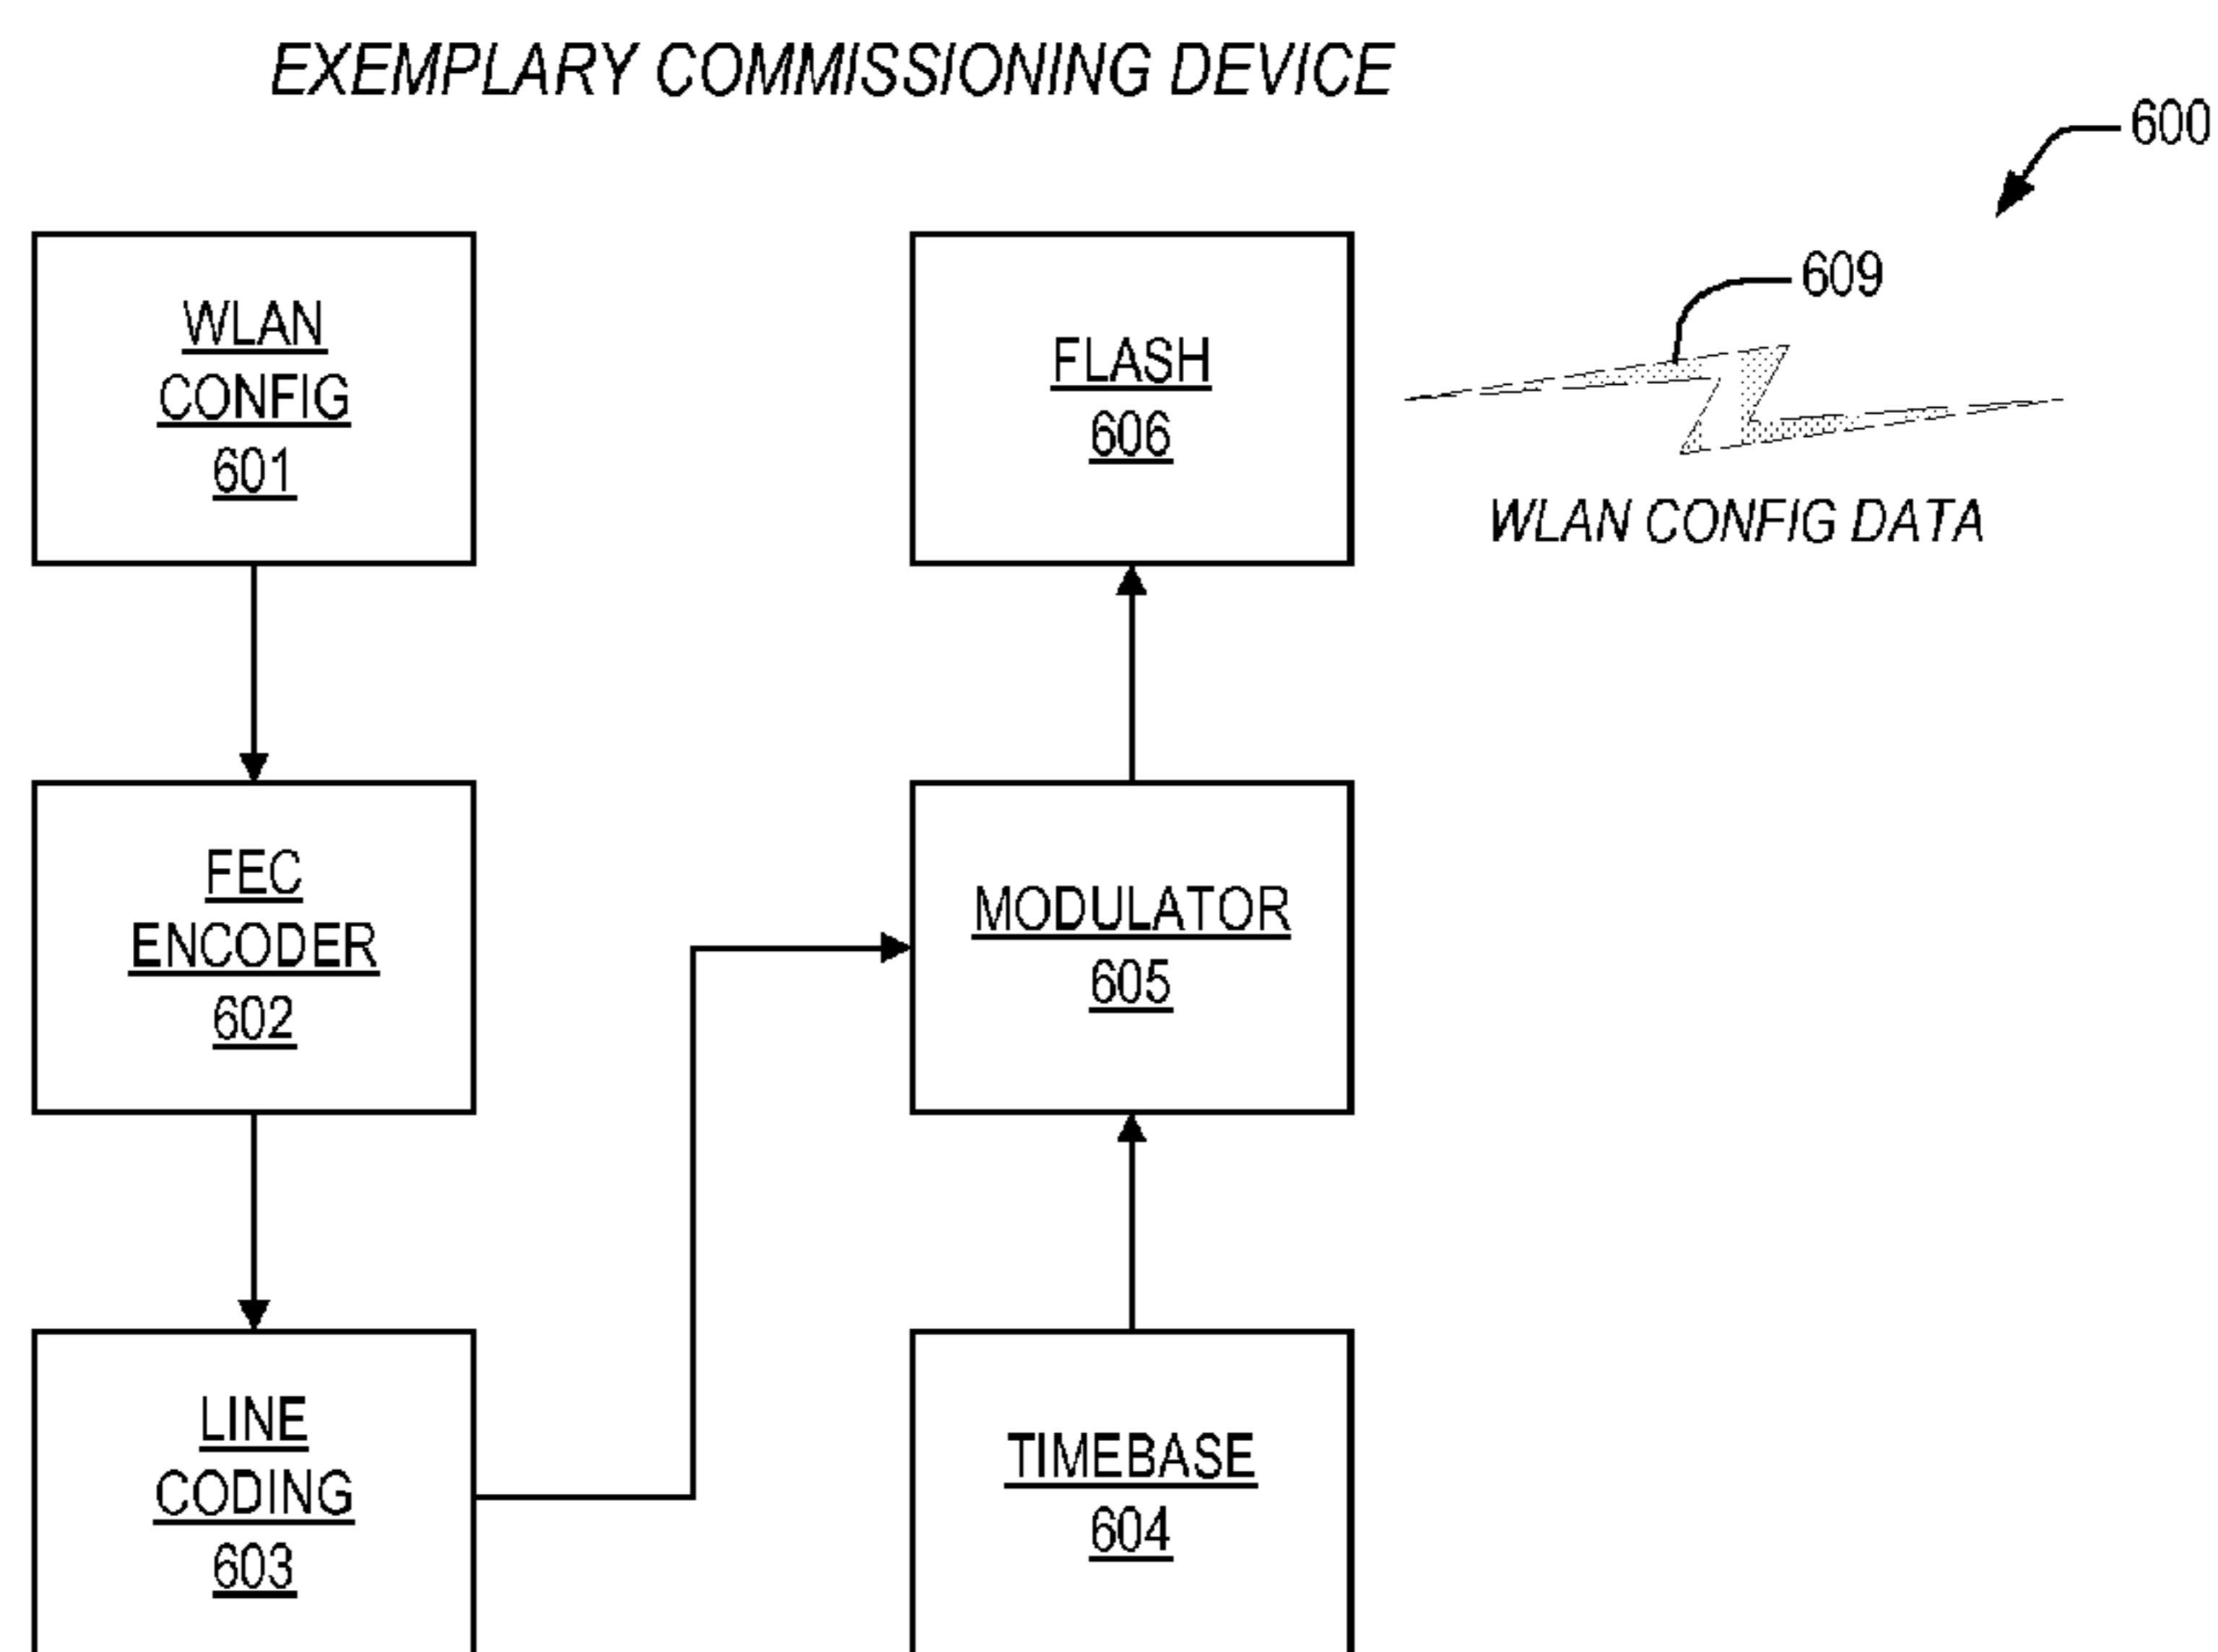 EXEMPLARY COMMISSIONING DEVICE
600
609
WLAN
CONFIG
601
FLASH
606
WLAN CONFIG DATA
FEC
ENCODER
602
MODULATOR
605
LINE
CODING
603
TIMEBASE
604